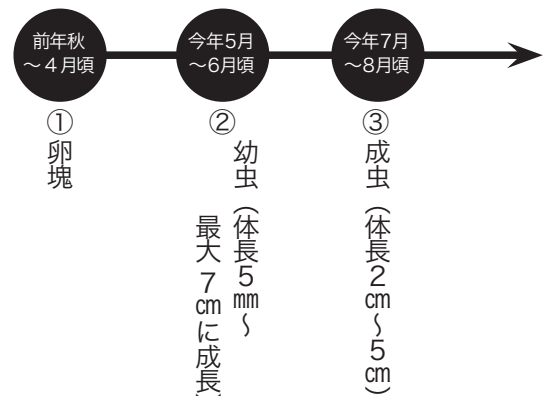 前年秋
～4月頃
今年5月
～6月頃
今年7月
～8月頃
①
卵塊
②
幼虫（体長5㎜～
最大7㎝に成長）
③
成虫（体長2㎝～5㎝）